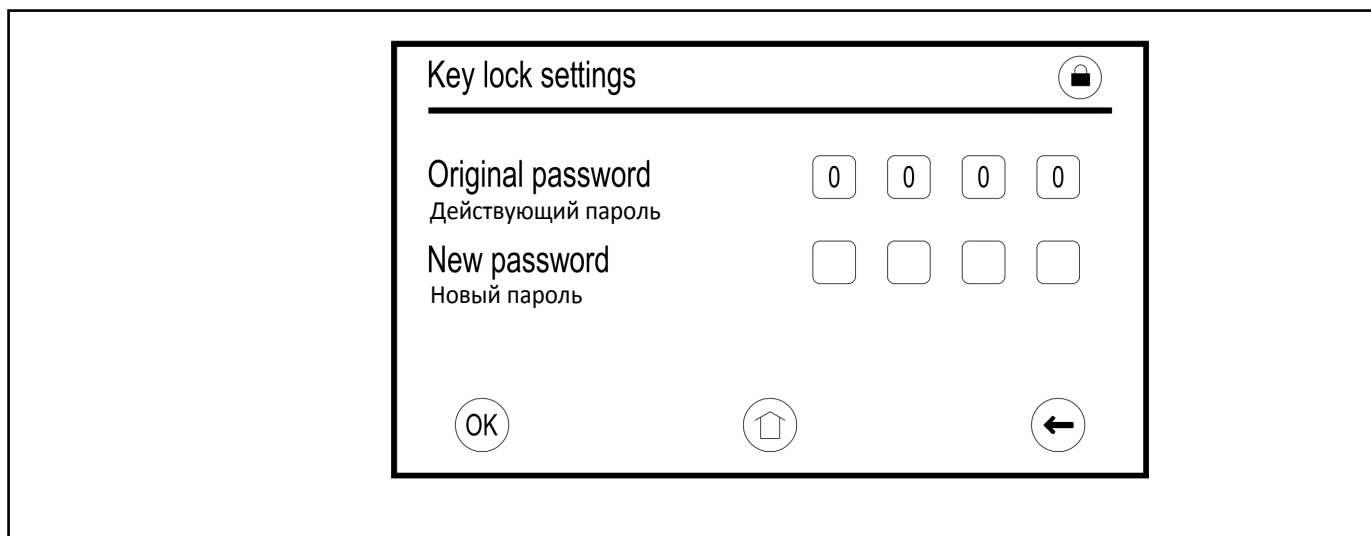 Key lock settings
Original password 0 0 0 0
Действующий пароль
New password
Новый пароль
OK